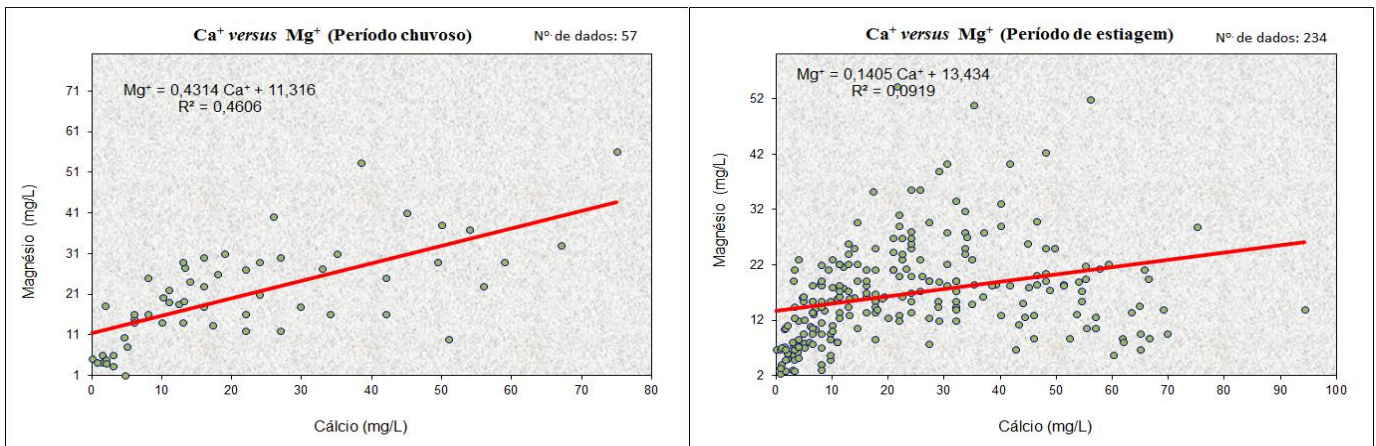 Ca⁺ versus Mg⁺ (Período chuvoso)
Nº· de dados: 57
Mg⁺ = 0,4314 Ca⁺ + 11,316
R² = 0,4606
Magnésio (mg/L)
71
61
51
41
31
21
11
1
0 10 20 30 40 50 60 70 80
Cálcio (mg/L)
Ca⁺ versus Mg⁺ (Período de estiagem)
Nº· de dados: 234
Mg⁺ = 0,1405 Ca⁺ + 13,434
R² = 0,0919
Magnésio (mg/L)
52
42
32
22
12
2
0 10 20 30 40 50 60 70 80 90 100
Cálcio (mg/L)